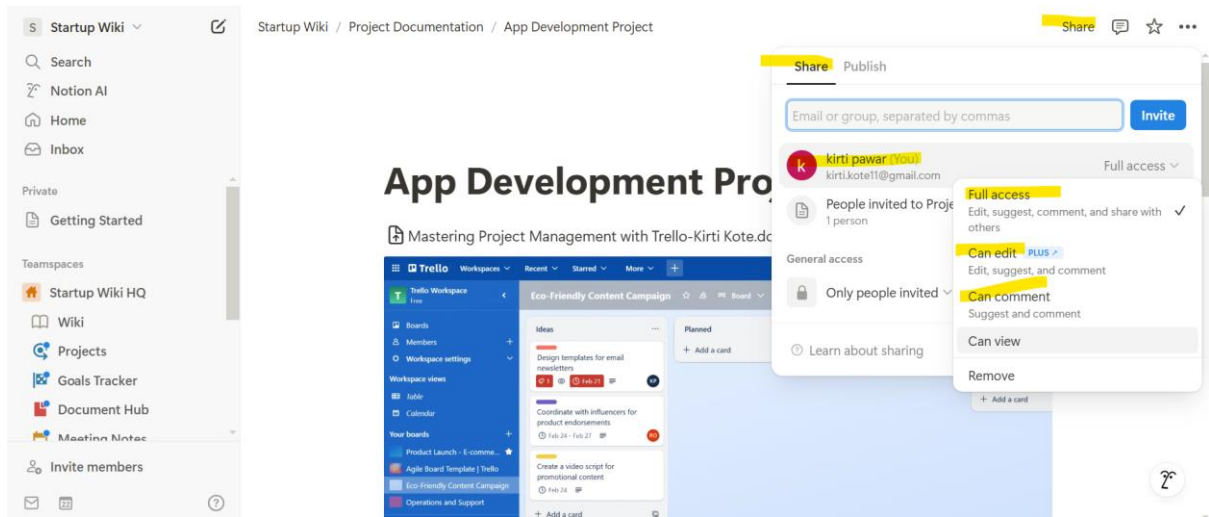 S Startup Wiki
Search
Notion AI
Home
Inbox
Private
Getting Started
Teamspaces
Startup Wiki HQ
Wiki
Projects
Goals Tracker
Document Hub
Meeting Notes
Invite members
22
Startup Wiki / Project Documentation / App Development Project
Share
App Development Pro
Mastering Project Management with Trello-Kirti Kote.do
Trello Workspaces Recent Starred More +
T Trello Workspace
Free
Boards
Members +
Workspace settings
Workspace views
Table
Calendar
Your boards +
Product Launch - E-comme...
Agile Board Template | Trello
Eco-Friendly Content Campaign
Operations and Support
Eco-Friendly Content Campaign Board
Ideas ...
Design templates for email
newsletters
Feb 21
KP
Coordinate with influencers for
product endorsements
Feb 24 - Feb 27
Create a video script for
promotional content
Feb 24
+ Add a card
Planned
+ Add a card
+ Add a card
Share Publish
Email or group, separated by commas Invite
k kirti pawar (You)
kirti.kote11@gmail.com
Full access
People invited to Proje
1 person
General access
Only people invited
Learn about sharing
Full access
Edit, suggest, comment, and share with
others
Can edit PLUS ↗
Edit, suggest, and comment
Can comment
Suggest and comment
Can view
Remove